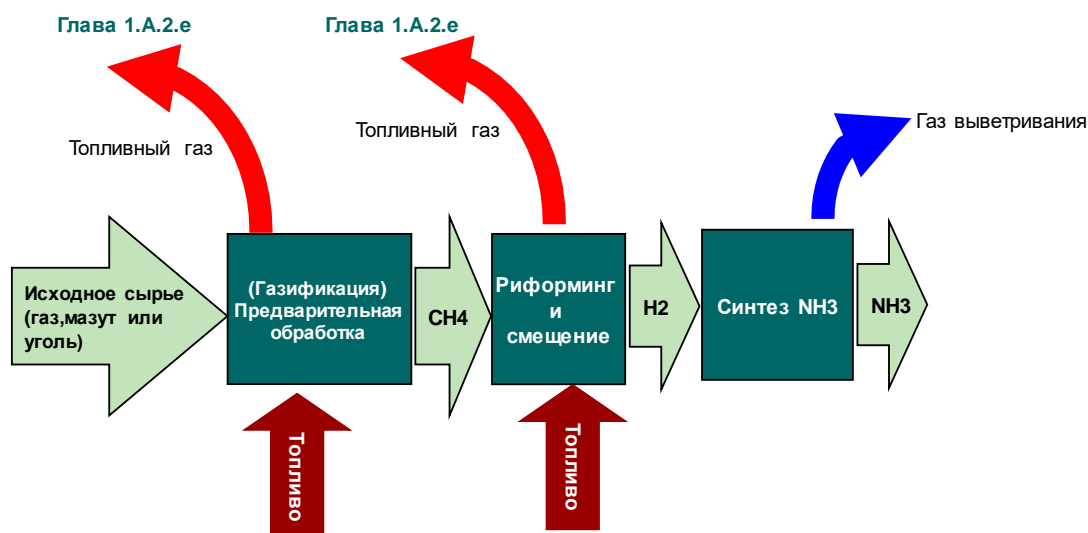 Глава 1.А.2.е
Глава 1.А.2.е
Топливный газ
Топливный газ
Газ выветривания
Исходное сырье
(газ,мазут или
уголь)
(Газификация)
Предварительная
обработка
CH4
Риформинг
и
смещение
H2
Синтез NH3
NH3
Топливо
Топливо